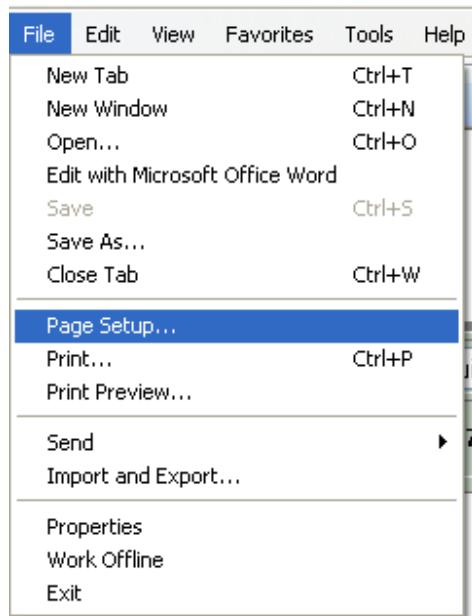 File Edit View Favorites Tools Help
New Tab Ctrl+T
New Window Ctrl+N
Open... Ctrl+O
Edit with Microsoft Office Word
Save Ctrl+S
Save As...
Close Tab Ctrl+W
Page Setup...
Print... Ctrl+P
Print Preview...
Send
Import and Export...
Properties
Work Offline
Exit